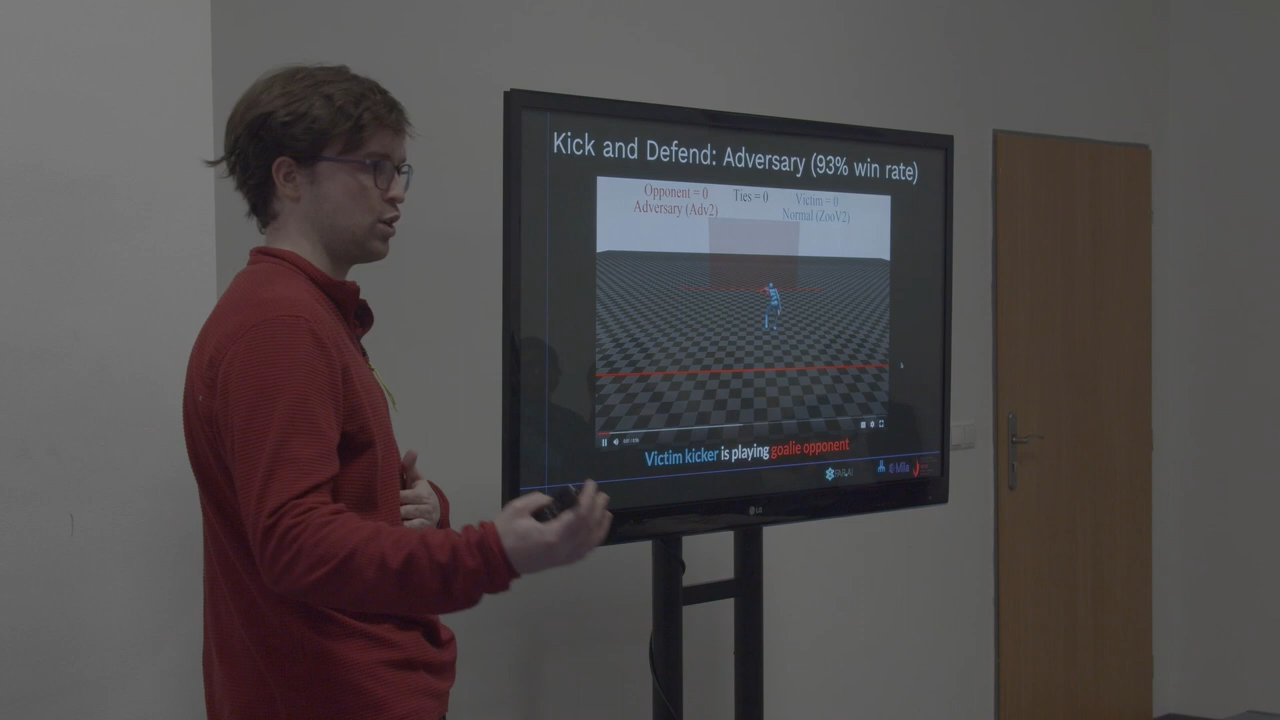 Kick and Defend: Adversary (93% win rate)
Opponent = 0 Ties = 0 Victim = 0
Adversary (Adv2) Normal (ZooV2)
Victim kicker is playing goalie opponent
Mila
LG